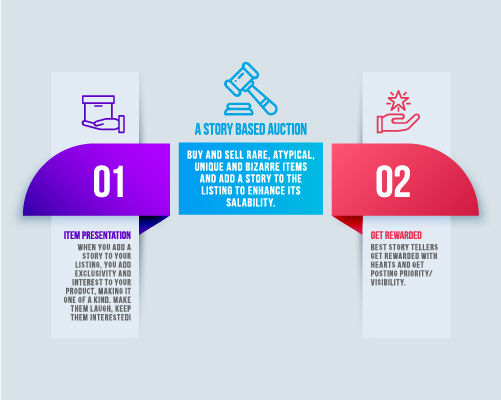 A STORY BASED AUCTION
01
BUY AND SELL RARE, ATYPICAL,
UNIQUE AND BIZARRE ITEMS
AND ADD A STORY TO THE
LISTING TO ENHANCE ITS
SALABILITY.
02
ITEM PRESENTATION
WHEN YOU ADD A
STORY TO YOUR
LISTING, YOU ADD
EXCLUSIVITY AND
INTEREST TO YOUR
PRODUCT, MAKING IT
ONE OF A KIND. MAKE
THEM LAUGH, KEEP
THEM INTERESTED!
GET REWARDED
BEST STORY TELLERS
GET REWARDED WITH
HEARTS AND GET
POSTING PRIORITY/
VISIBILITY.